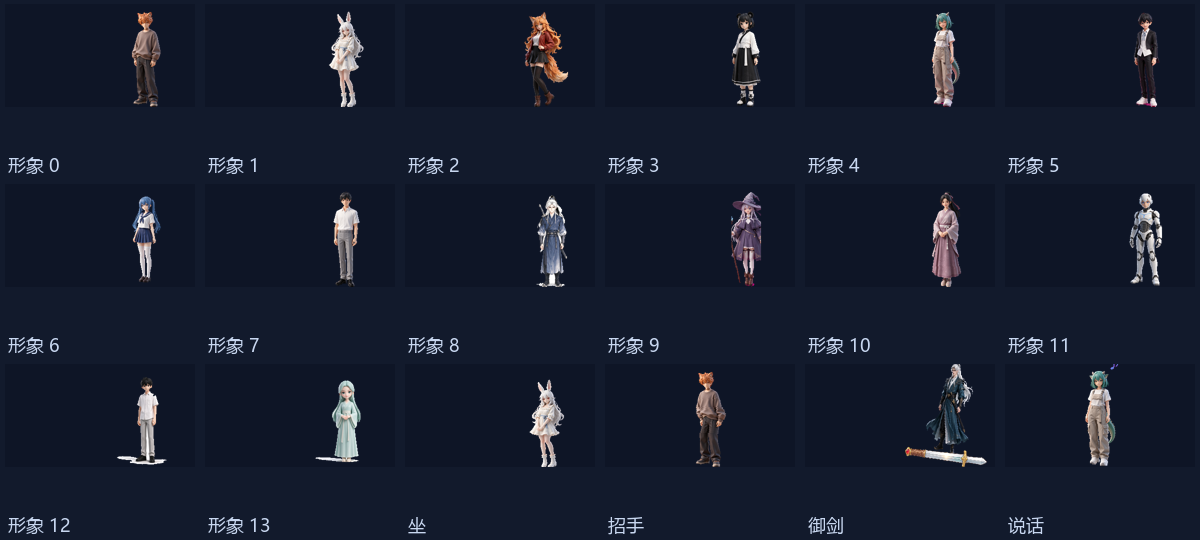 形象 0
形象 1
形象 2
形象 3
形象 4
形象 5
形象 6
形象 7
形象 8
形象 9
形象 10
形象 11
形象 12
形象 13
坐
招手
御剑
说话